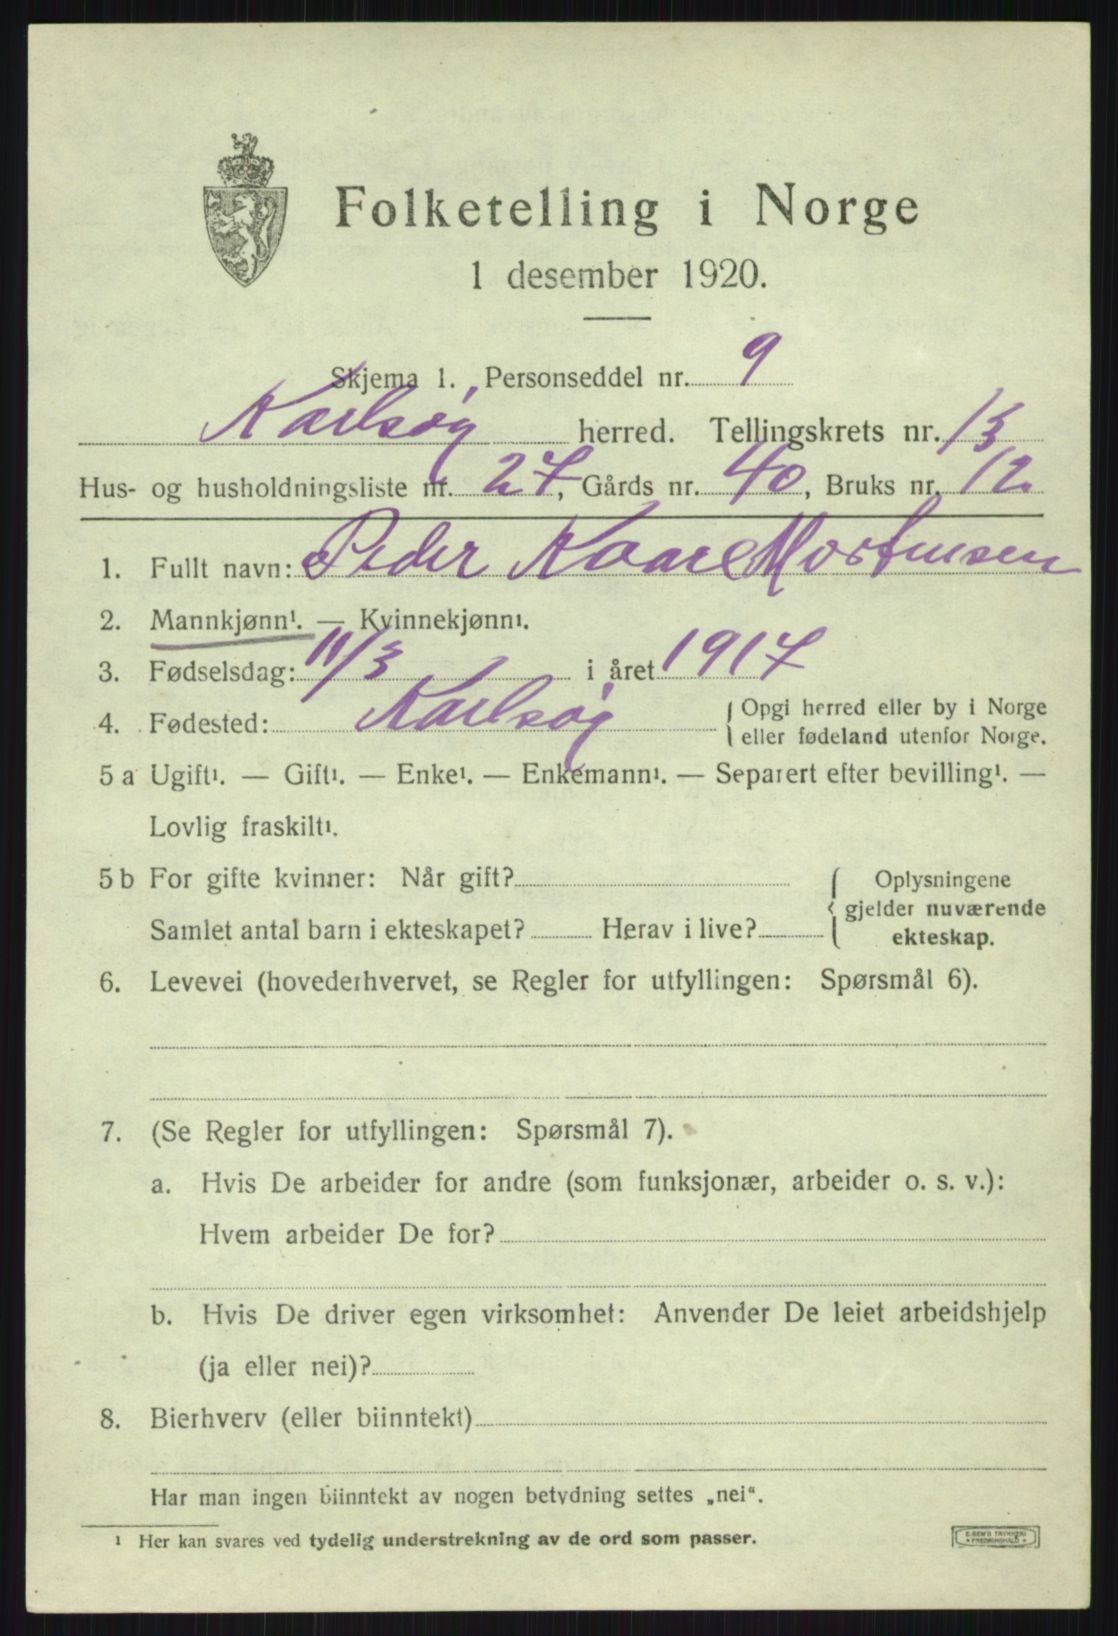 Folketelling i Norge
1 desember 1920.
Skjema 1. Personseddel nr. 9
Karlsøy herred. Tellingskrets nr. 13
Hus- og husholdningsliste nr. 27, Gårds nr. 40, Bruks nr. 12
1. Fullt navn: Peder Kaare Mortensen
2. Mannkjønn¹. — Kvinnekjønn¹.
3. Fødselsdag: 11/3 i året 1917
4. Fødested: Karlsøy { Opgi herred eller by i Norge
eller fødeland utenfor Norge.
5 a Ugift¹. — Gift¹. — Enke¹. — Enkemann¹. — Separert efter bevilling¹. —
Lovlig fraskilt¹.
5 b For gifte kvinner: Når gift? { Oplysningene
gjelder nuværende
Samlet antal barn i ekteskapet? Herav i live?
ekteskap.
6. Levevei (hovederhvervet, se Regler for utfyllingen: Spørsmål 6).
7. (Se Regler for utfyllingen: Spørsmål 7).
a. Hvis De arbeider for andre (som funksjonær, arbeider o. s. v.):
Hvem arbeider De for?
b. Hvis De driver egen virksomhet: Anvender De leiet arbeidshjelp
(ja eller nei)?
8. Bierhverv (eller biinntekt)
Har man ingen biinntekt av nogen betydning settes „nei“.
¹ Her kan svares ved tydelig understrekning av de ord som passer.